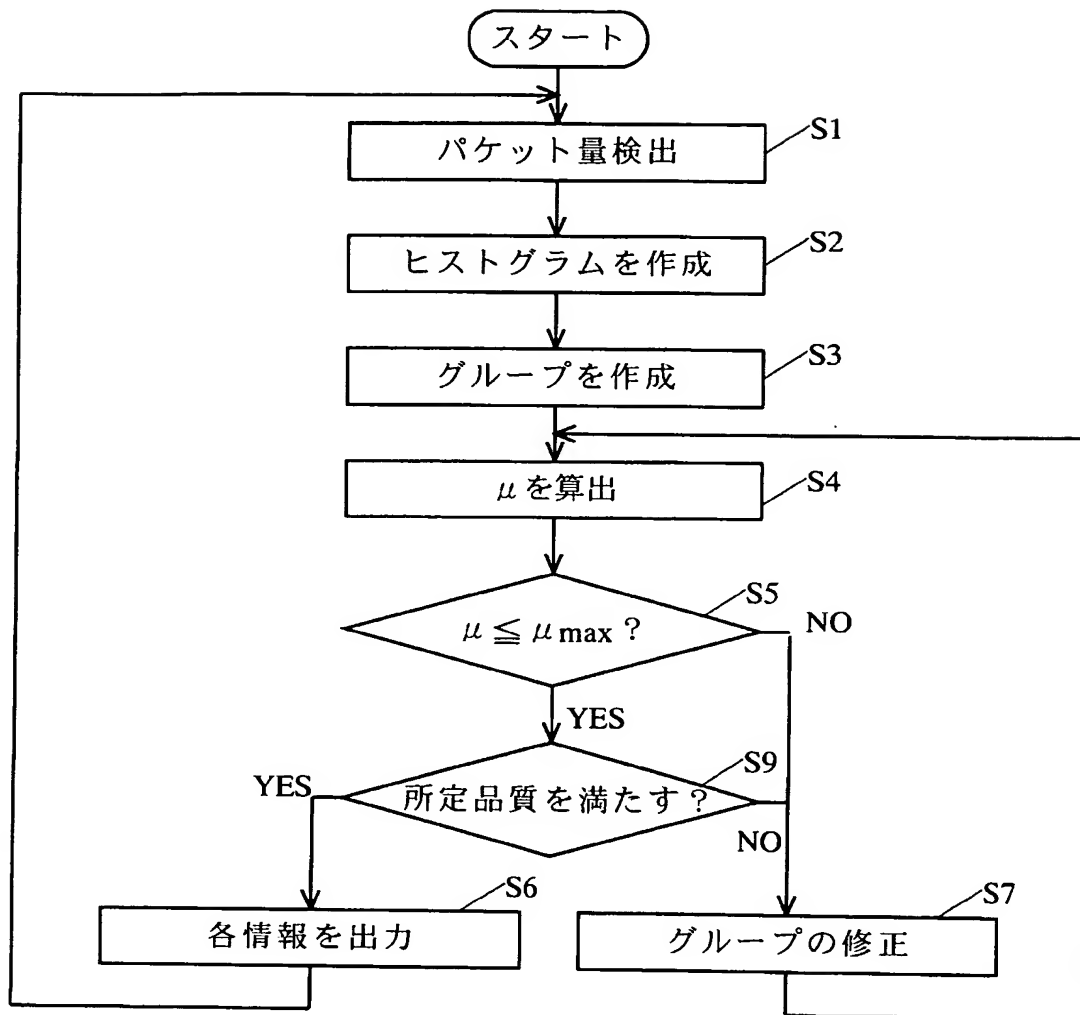 スタート
パケット量検出
S1
ヒストグラムを作成
S2
グループを作成
S3
μを算出
S4
μ≦μmax?
S5
NO
YES
所定品質を満たす?
S9
YES
NO
各情報を出力
S6
グループの修正
S7